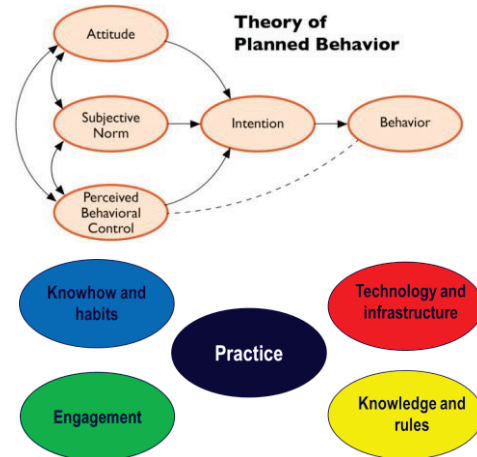 Theory of
Planned Behavior
Attitude
Subjective
Norm
Intention
Behavior
Perceived
Behavioral
Control
Knowhow and
habits
Technology and
infrastructure
Practice
Engagement
Knowledge and
rules